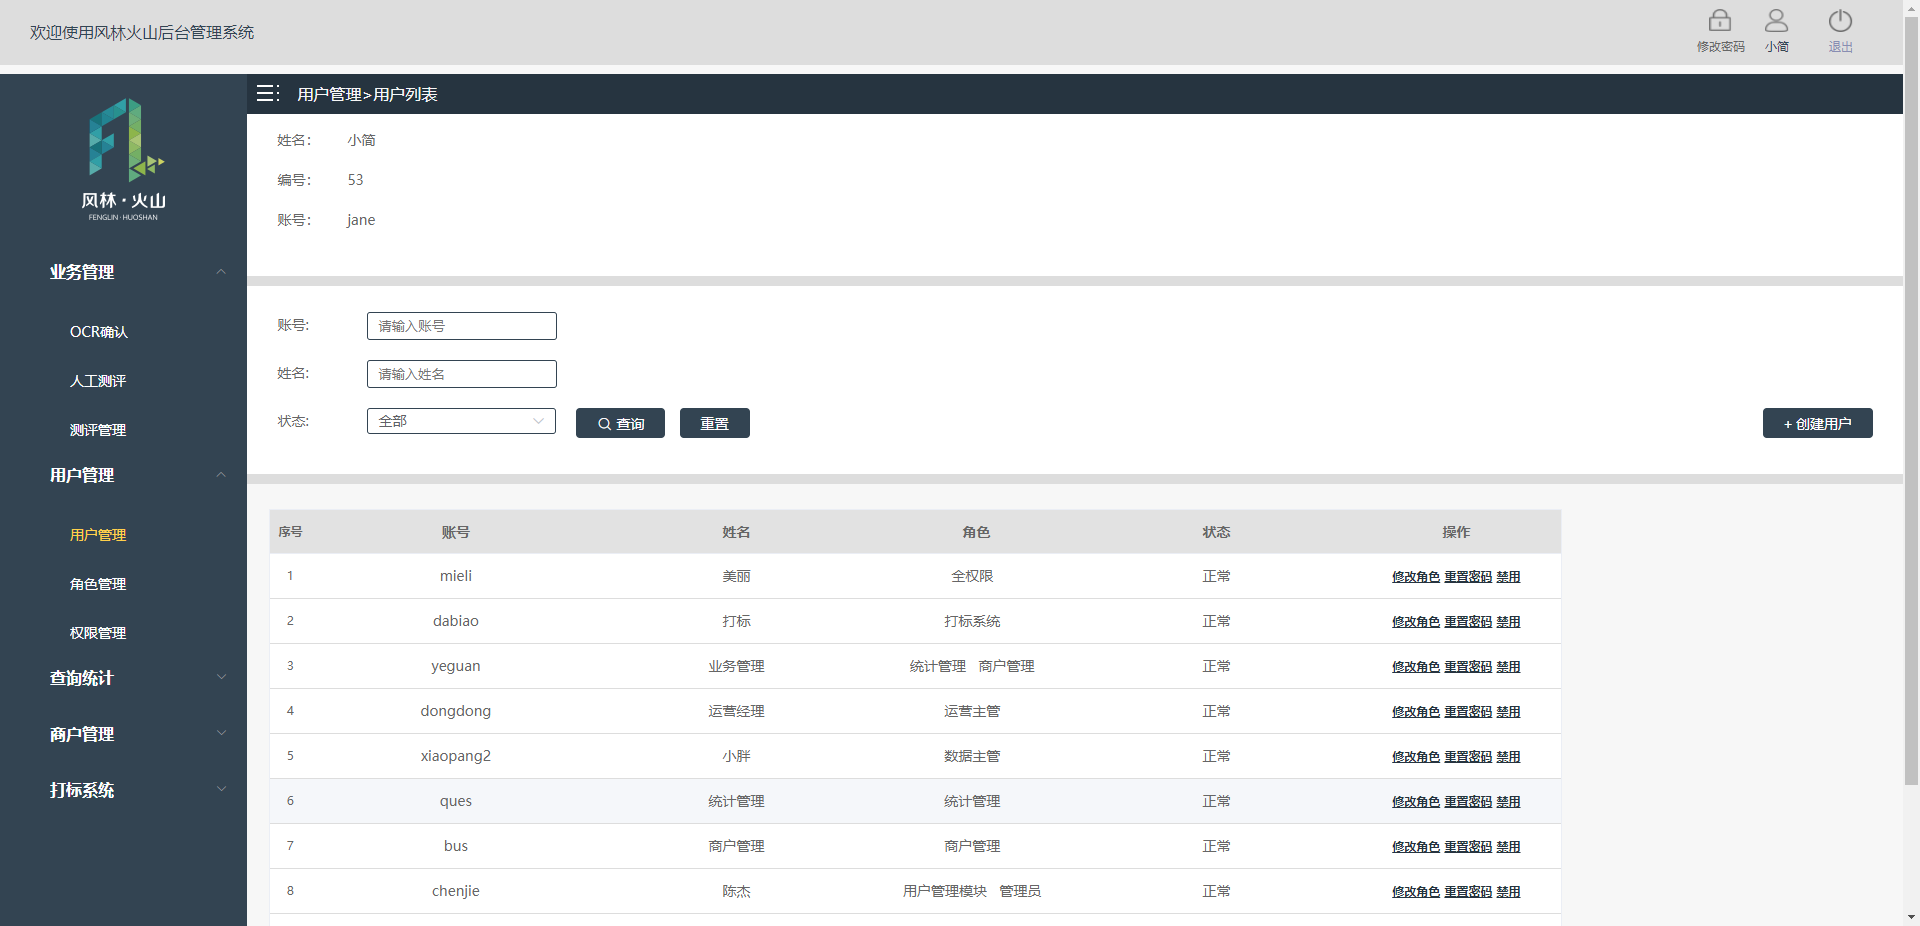 欢迎使用风林火山后台管理系统
修改密码 小简 退出
风林·火山
FENGLIN·HUOSHAN
业务管理
OCR确认
人工测评
测评管理
用户管理
用户管理
角色管理
权限管理
查询统计
商户管理
打标系统
用户管理>用户列表
姓名： 小简
编号： 53
账号： jane
账号: 请输入账号
姓名: 请输入姓名
状态: 全部 查询 重置 + 创建用户
序号 账号 姓名 角色 状态 操作
1 mieli 美丽 全权限 正常 修改角色 重置密码 禁用
2 dabiao 打标 打标系统 正常 修改角色 重置密码 禁用
3 yeguan 业务管理 统计管理 商户管理 正常 修改角色 重置密码 禁用
4 dongdong 运营经理 运营主管 正常 修改角色 重置密码 禁用
5 xiaopang2 小胖 数据主管 正常 修改角色 重置密码 禁用
6 ques 统计管理 统计管理 正常 修改角色 重置密码 禁用
7 bus 商户管理 商户管理 正常 修改角色 重置密码 禁用
8 chenjie 陈杰 用户管理模块 管理员 正常 修改角色 重置密码 禁用